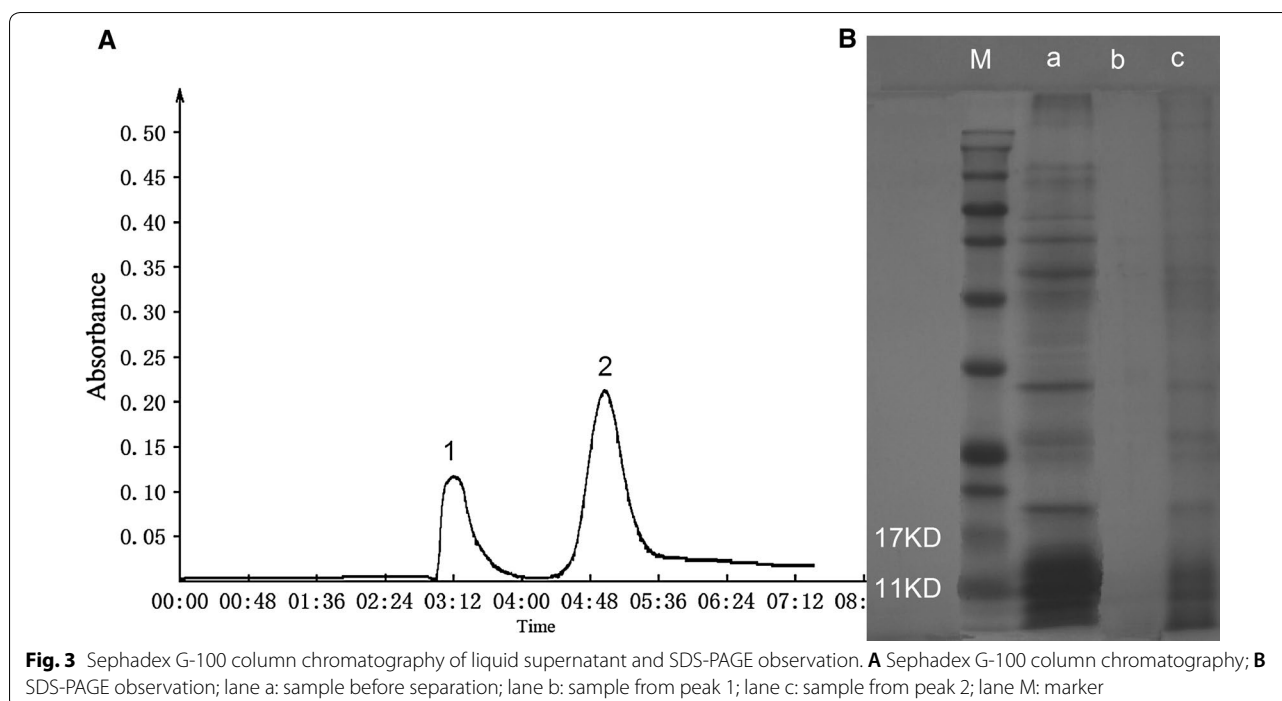 A
0.50
0.45
0.40
0.35
0.30
0.25
0.20
0.15
0.10
0.05
Absorbance
1
2
00:00 00:48 01:36 02:24 03:12 04:00 04:48 05:36 06:24 07:12 08:
Time
B
M a b c
17KD
11KD
Fig. 3 Sephadex G-100 column chromatography of liquid supernatant and SDS-PAGE observation. A Sephadex G-100 column chromatography; B
SDS-PAGE observation; lane a: sample before separation; lane b: sample from peak 1; lane c: sample from peak 2; lane M: marker